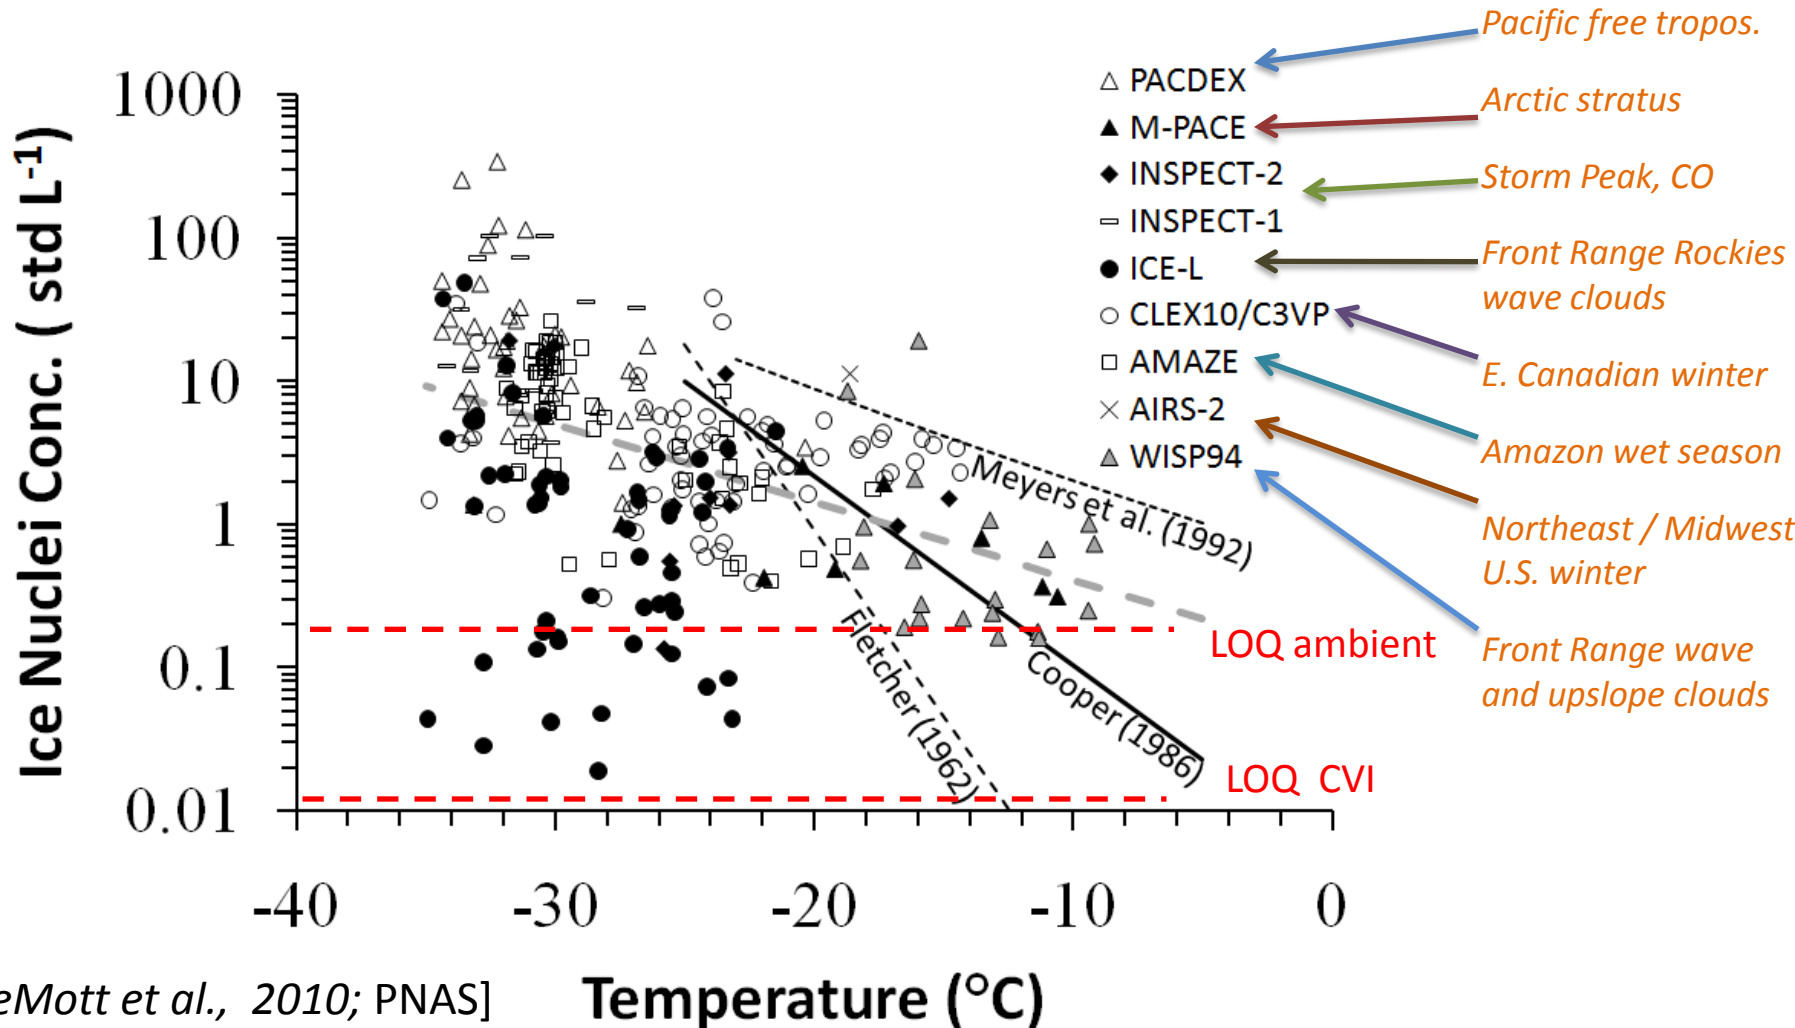 Pacific free tropos.
PACDEX
M-PACE
Arctic stratus
INSPECT-2
Storm Peak, CO
INSPECT-1
ICE-L
Front Range Rockies
wave clouds
CLEX10/C3VP
AMAZE
E. Canadian winter
AIRS-2
WISP94
Amazon wet season
Northeast / Midwest
U.S. winter
Front Range wave
and upslope clouds
Ice Nuclei Conc. ( std L-1)
1000
100
10
1
0.1
0.01
Meyers et al. (1992)
Fletcher (1962)
Cooper (1986)
LOQ ambient
LOQ CVI
-40 -30 -20 -10 0
Temperature (°C)
eMott et al., 2010; PNAS]